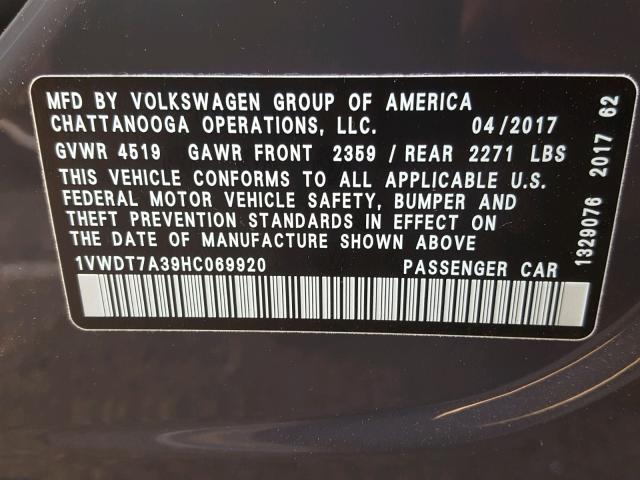 MFD BY VOLKSWAGEN GROUP OF AMERICA
CHATTANOOGA OPERATIONS, LLC. 04/2017
GVWR 4519 GAWR FRONT 2359 / REAR 2271 LBS
THIS VEHICLE CONFORMS TO ALL APPLICABLE U.S.
FEDERAL MOTOR VEHICLE SAFETY, BUMPER AND
THEFT PREVENTION STANDARDS IN EFFECT ON
THE DATE OF MANUFACTURE SHOWN ABOVE
1VWDT7A39HC069920 PASSENGER CAR
1329076 2017 62